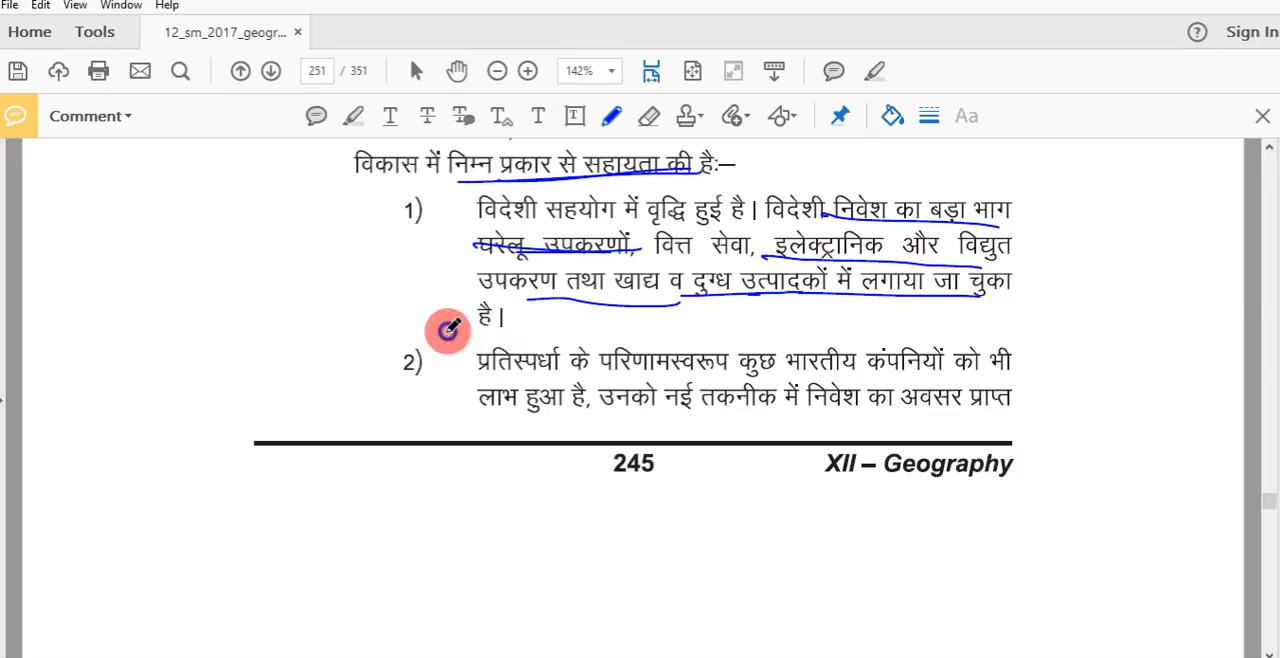 File Edit View Window Help
Home Tools 12_sm_2017_geogr... × ? Sign In
251 / 351 142%
Comment Aa
विकास में निम्न प्रकार से सहायता की है:–
1) विदेशी सहयोग में वृद्धि हुई है। विदेशी निवेश का बड़ा भाग
घरेलू उपकरणों, वित्त सेवा, इलेक्ट्रानिक और विद्युत
उपकरण तथा खाद्य व दुग्ध उत्पादकों में लगाया जा चुका
है।
2) प्रतिस्पर्धा के परिणामस्वरूप कुछ भारतीय कंपनियों को भी
लाभ हुआ है, उनको नई तकनीक में निवेश का अवसर प्राप्त
245 XII – Geography